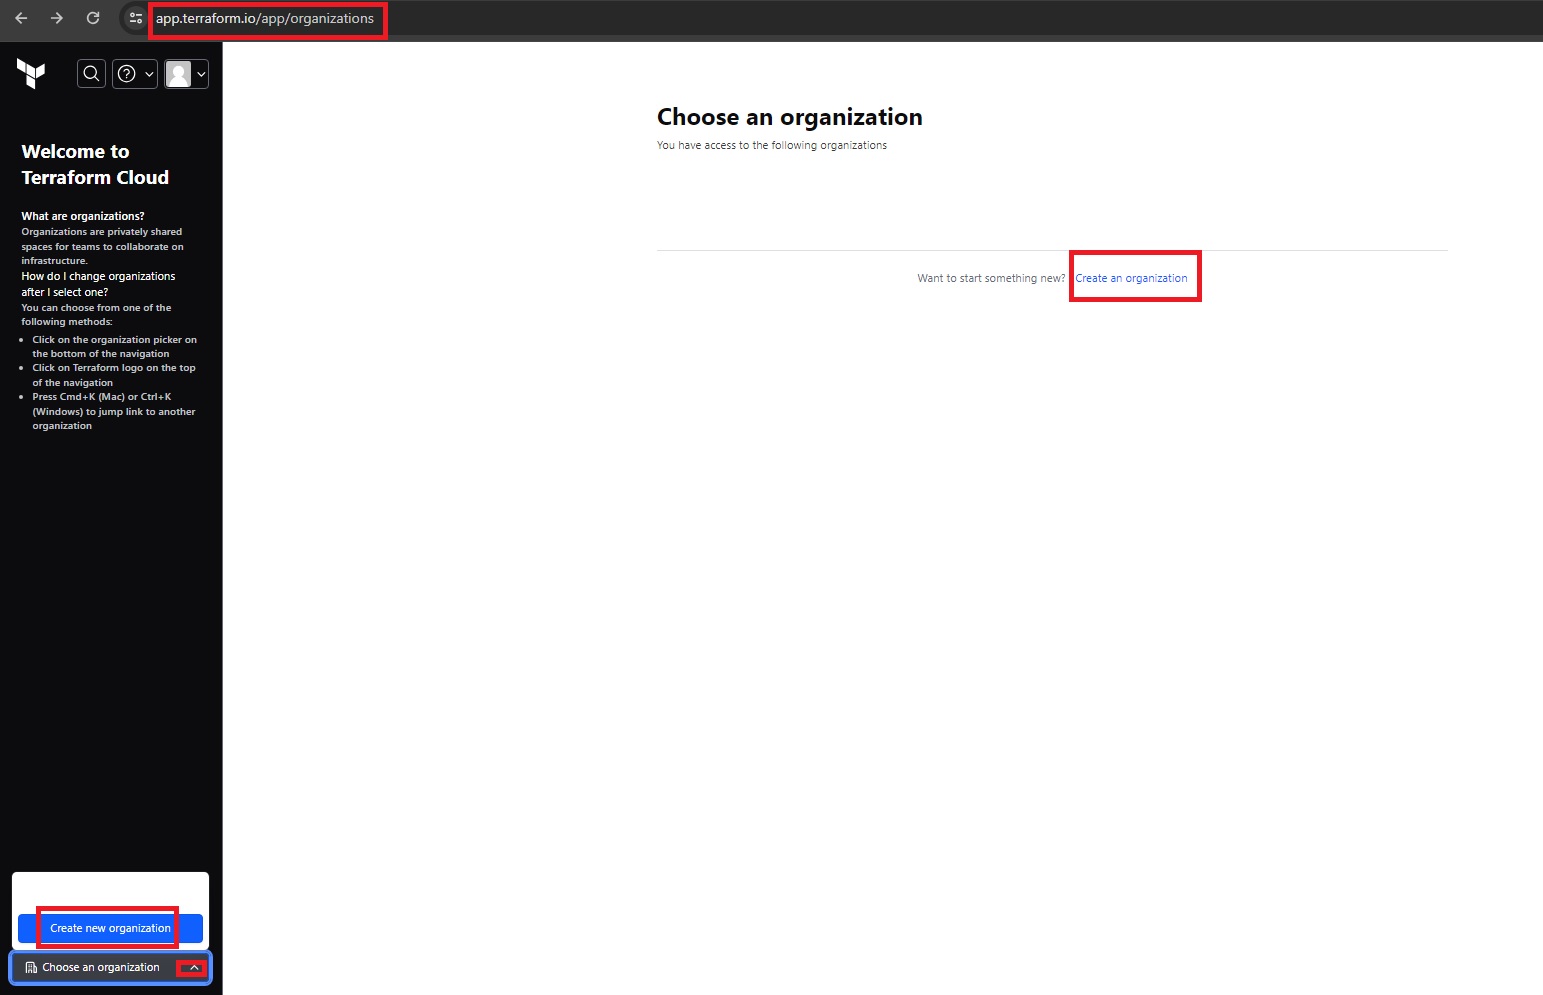 app.terraform.io/app/organizations
Welcome to
Terraform Cloud
What are organizations?
Organizations are privately shared
spaces for teams to collaborate on
infrastructure.
How do I change organizations
after I select one?
You can choose from one of the
following methods:
Click on the organization picker on
the bottom of the navigation
Click on Terraform logo on the top
of the navigation
Press Cmd+K (Mac) or Ctrl+K
(Windows) to jump link to another
organization
Create new organization
Choose an organization
Choose an organization
You have access to the following organizations
Want to start something new? Create an organization